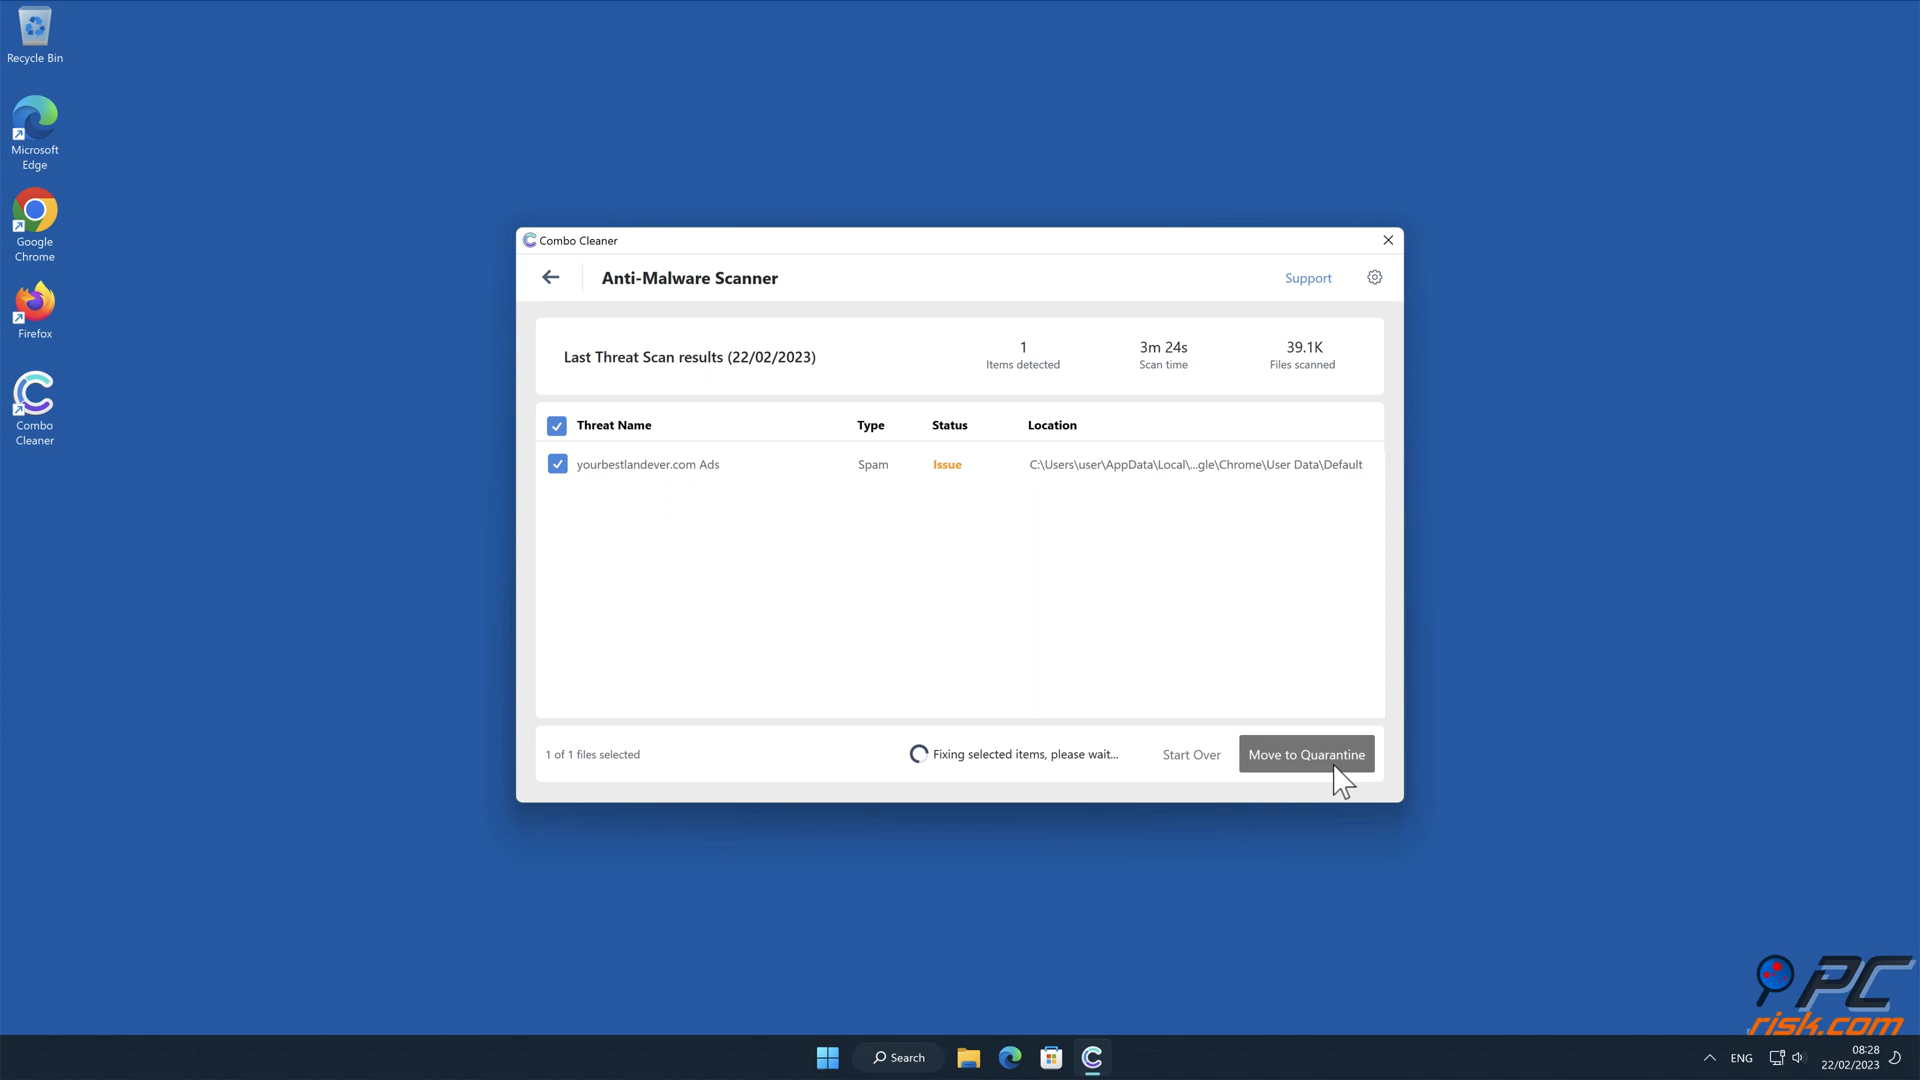 Recycle Bin
Microsoft
Edge
Google
Chrome
Firefox
Combo
Cleaner
Combo Cleaner
Anti-Malware Scanner
Support
Last Threat Scan results (22/02/2023)
1
Items detected
3m 24s
Scan time
39.1K
Files scanned
Threat Name Type Status Location
yourbestlandever.com Ads Spam Issue C:\Users\user\AppData\Local\...gle\Chrome\User Data\Default
1 of 1 files selected
Fixing selected items, please wait...
Start Over
Move to Quarantine
PC
risk.com
Search
ENG
08:28
22/02/2023